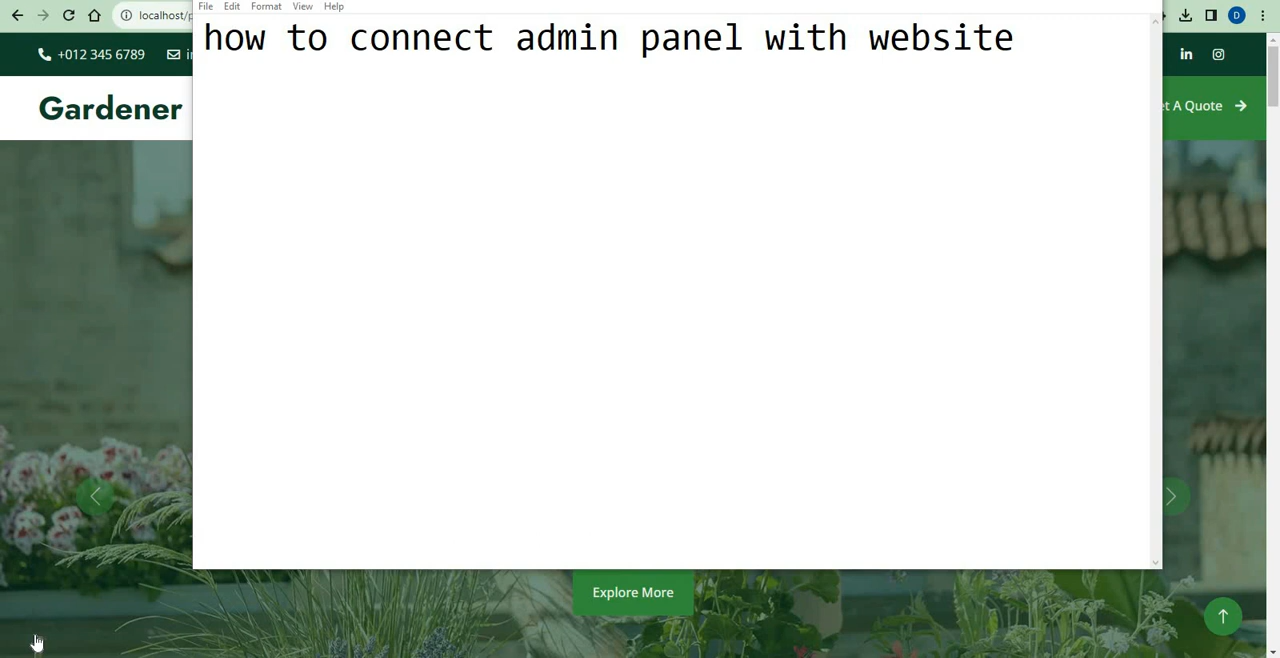 File Edit Format View Help
localhost/p
how to connect admin panel with website
+012 345 6789
Gardener
A Quote
Explore More
D